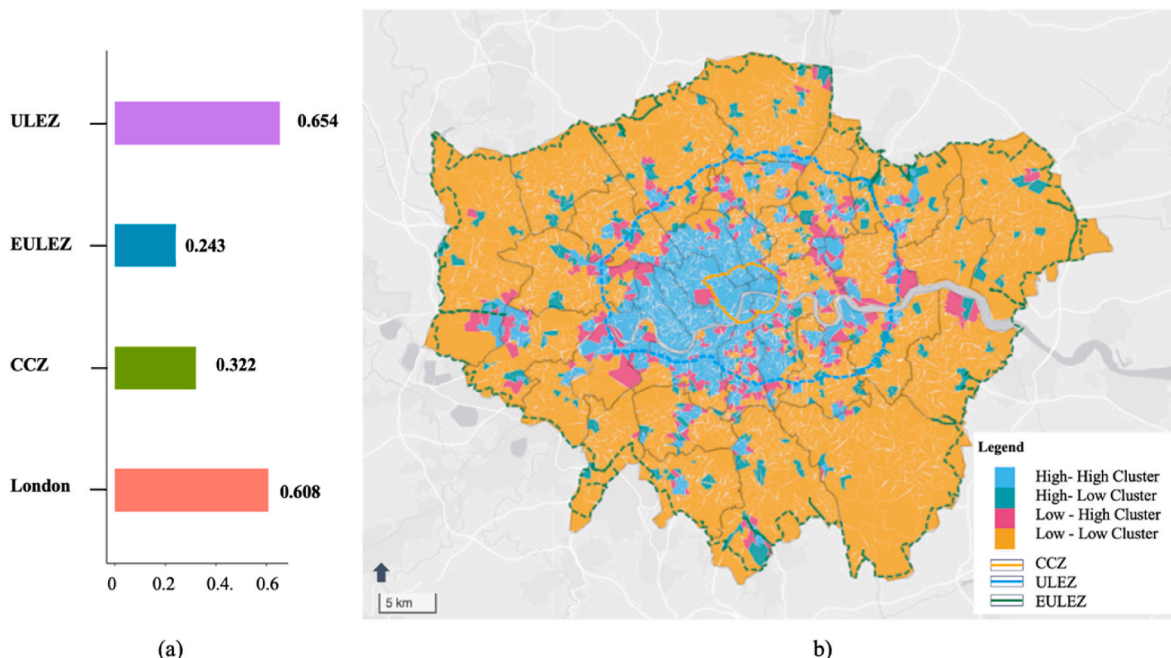 ULEZ
0.654
EULEZ
0.243
CCZ
0.322
London
0.608
0 0.2 0.4. 0.6
(a)
5 km
Legend
High- High Cluster
High- Low Cluster
Low - High Cluster
Low - Low Cluster
CCZ
ULEZ
EULEZ
b)